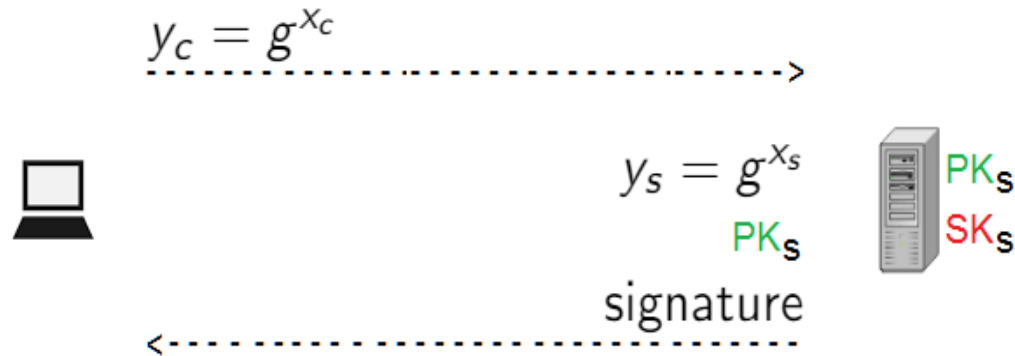 y_c = g^{x_c}
y_s = g^{x_s}
PK_s
signature
PK_s
SK_s